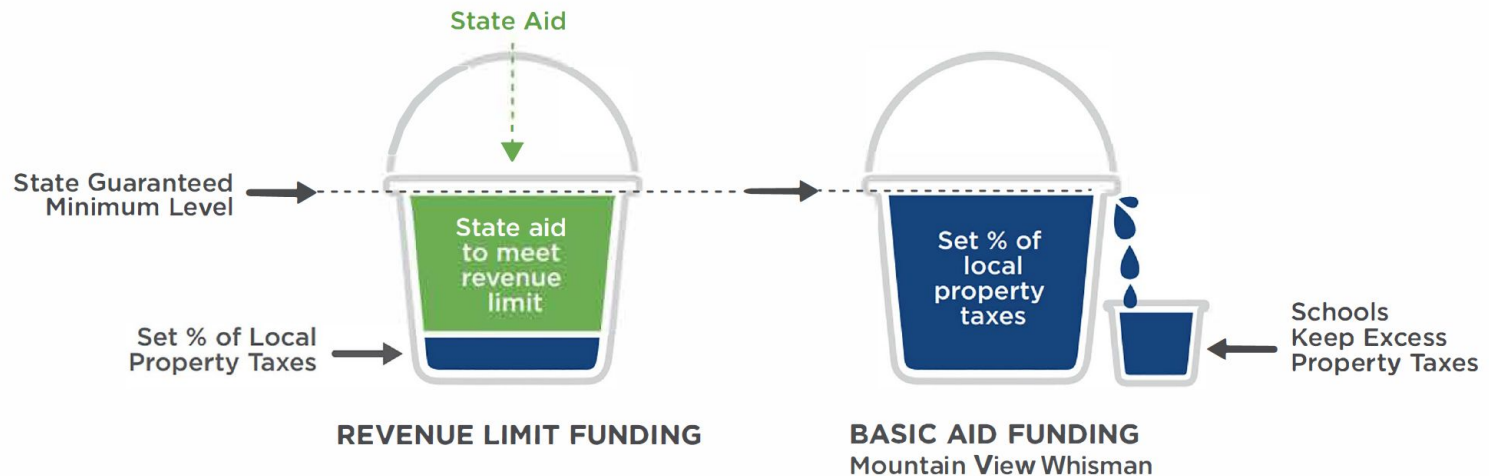 State Aid
State Guaranteed
Minimum Level
State aid
to meet
revenue
limit
Set % of Local
Property Taxes
REVENUE LIMIT FUNDING
Set % of
local
property
taxes
Schools
Keep Excess
Property Taxes
BASIC AID FUNDING
Mountain View Whisman